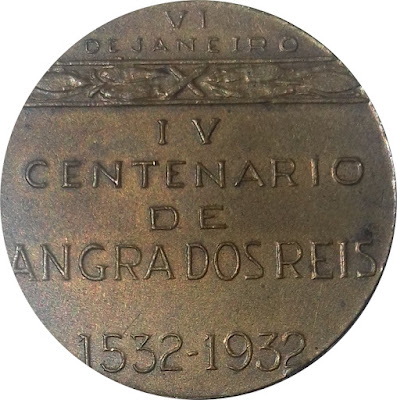 VI
DE JANEIRO
IV
CENTENARIO
DE
ANGRA DOS REIS
1532-1932